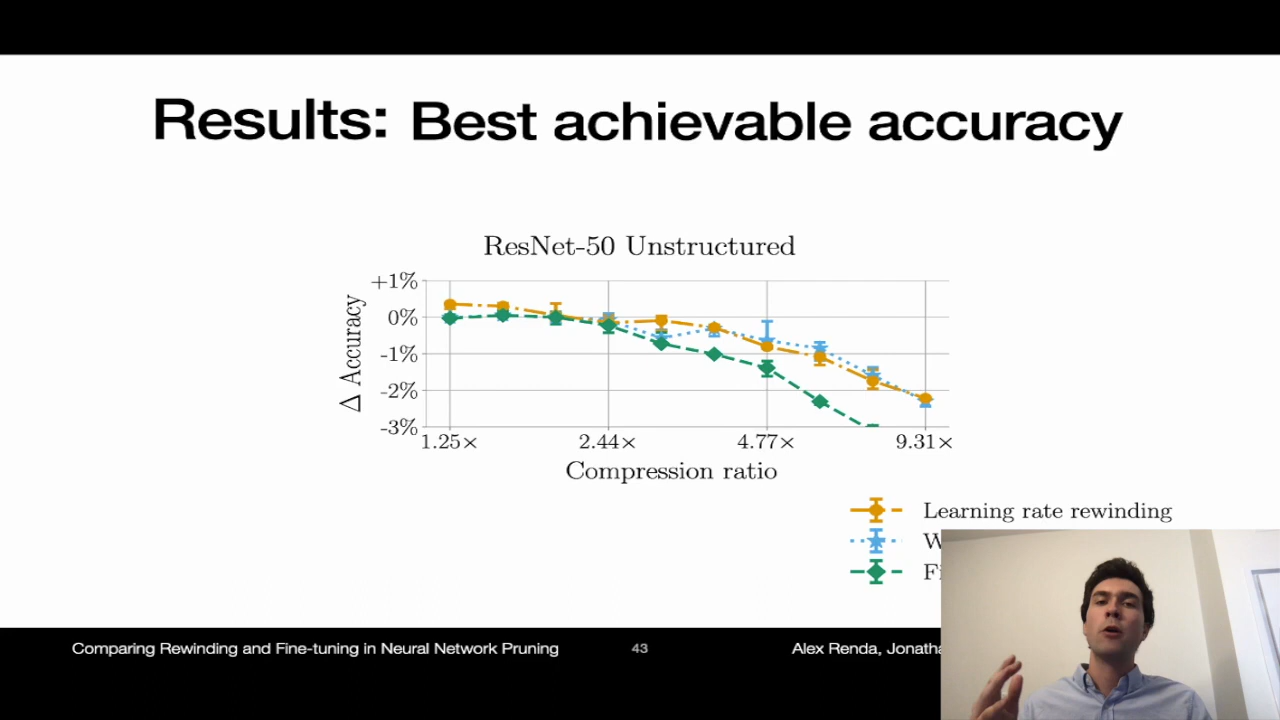 Results: Best achievable accuracy
ResNet-50 Unstructured
+1%
0%
-1%
-2%
-3%
Δ Accuracy
1.25× 2.44× 4.77× 9.31×
Compression ratio
Learning rate rewinding
W
Fi
Comparing Rewinding and Fine-tuning in Neural Network Pruning 43 Alex Renda, Jonatha